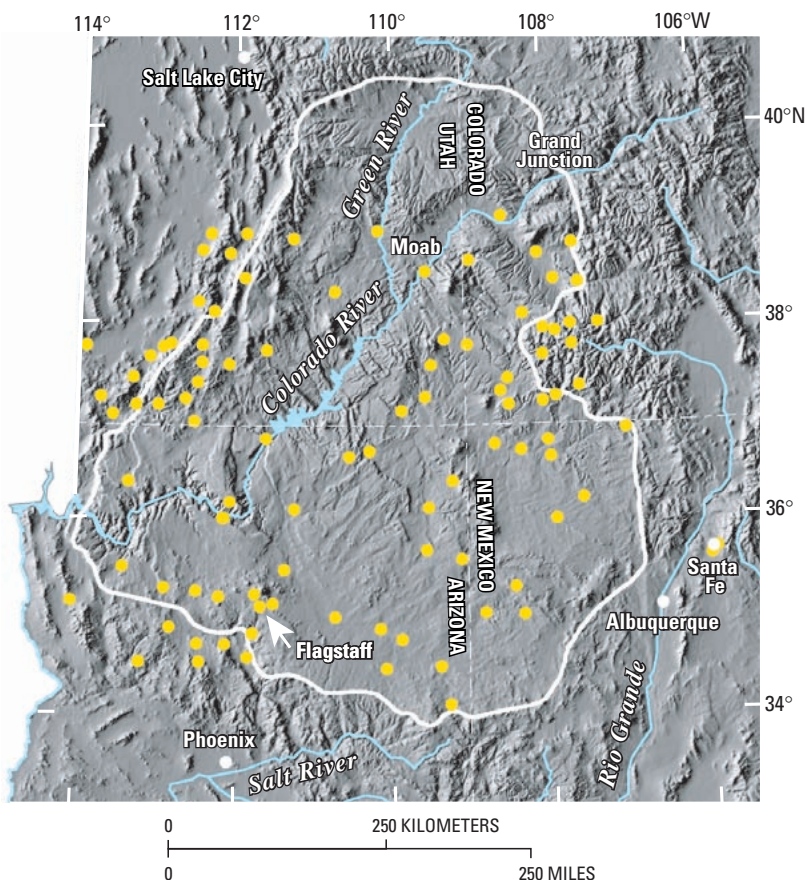 114° 112° 110° 108° 106°W
Salt Lake City
40°N
COLORADO
UTAH
Green River
Grand
Junction
Moab
38°
Colorado River
36°
NEW MEXICO
ARIZONA
Santa
Fe
Albuquerque
Flagstaff
34°
Phoenix
Salt River
Rio Grande
0 250 KILOMETERS
0 250 MILES